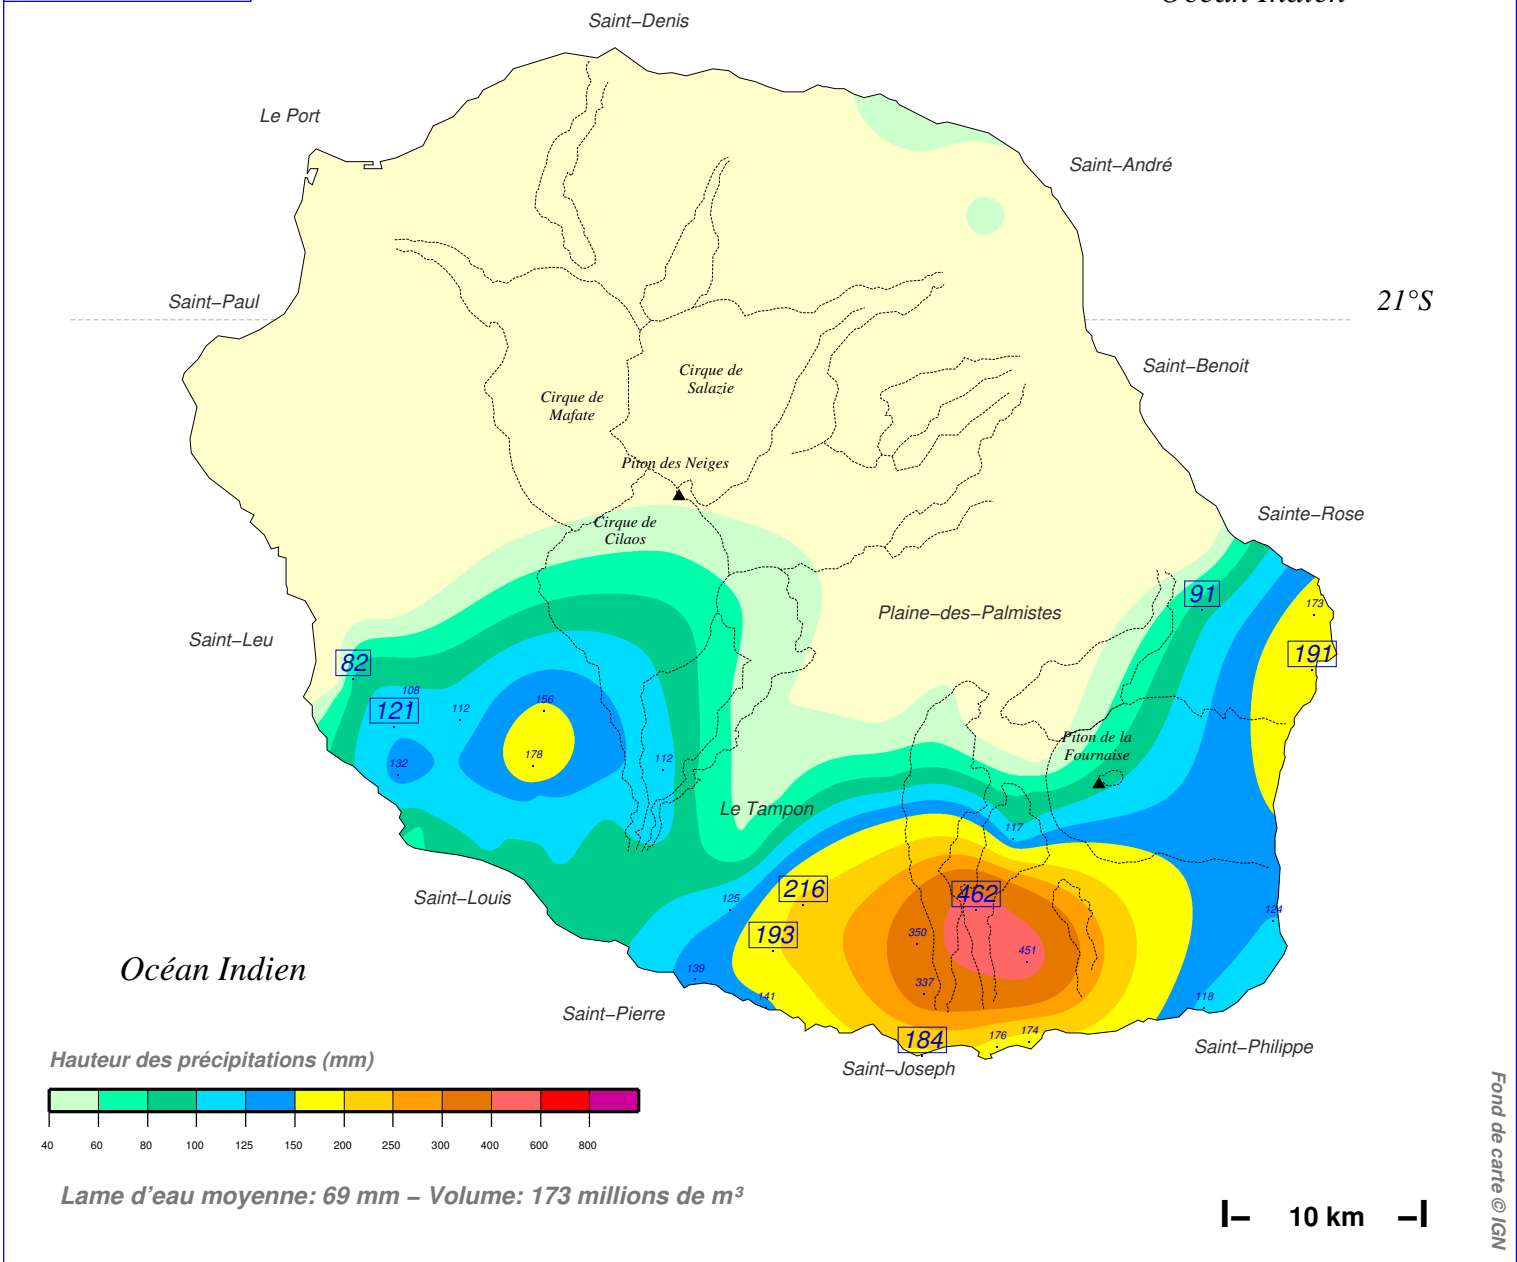 Océan Indien
Saint−Denis
Le Port
Saint−André
Saint−Paul
21°S
Saint−Benoit
Cirque de
Salazie
Cirque de
Mafate
Piton des Neiges
Cirque de
Cilaos
Sainte−Rose
91
173
Plaine−des−Palmistes
Saint−Leu
191
82
108
121
112
156
178
112
132
Piton de la
Fournaise
Le Tampon
117
216
462
Saint−Louis
125
124
193
350
451
139
337
141
118
Océan Indien
Saint−Pierre
184
176
174
Saint−Joseph
Saint−Philippe
Hauteur des précipitations (mm)
40 60 80 100 125 150 200 250 300 400 600 800
Lame d'eau moyenne: 69 mm − Volume: 173 millions de m³
10 km
Fond de carte © IGN